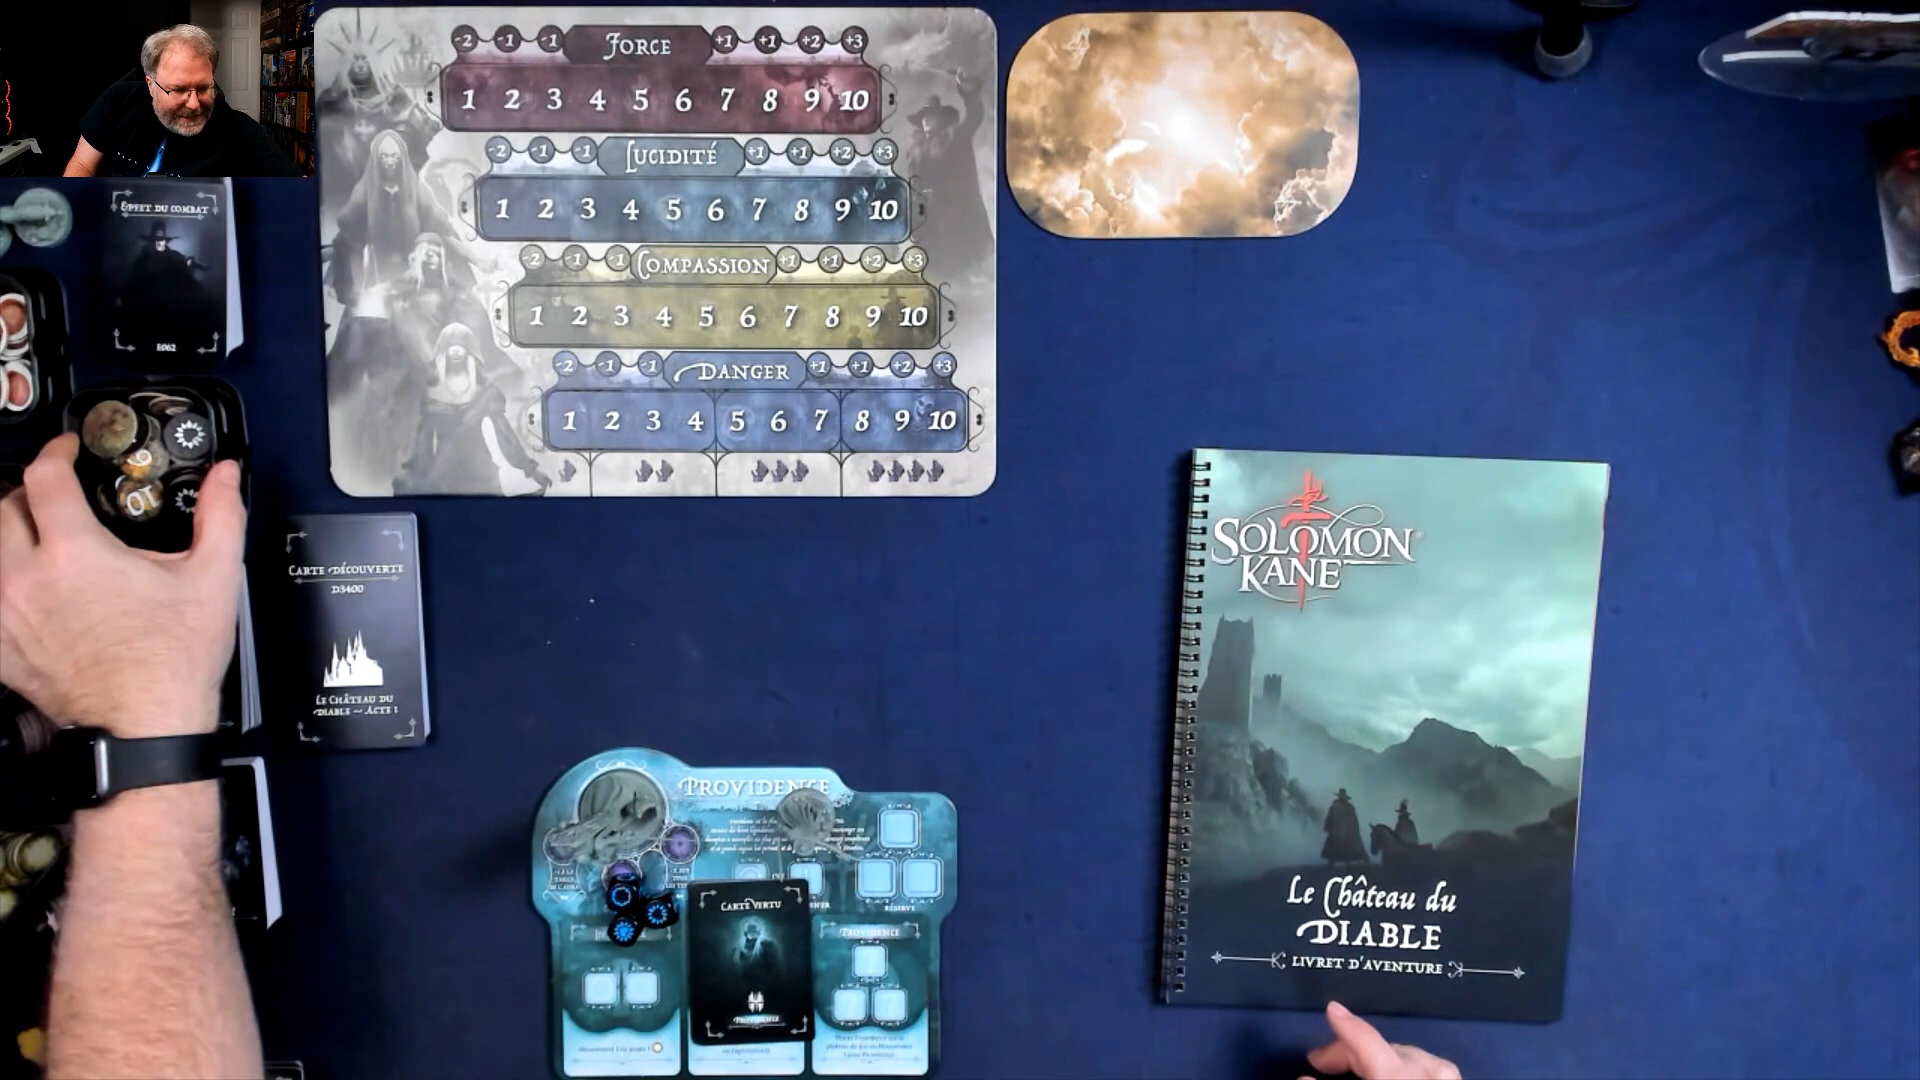 -2 -1 -1 Force +1 +1 +2 +3
1 2 3 4 5 6 7 8 9 10
-2 -1 -1 Lucidité +1 +1 +2 +3
1 2 3 4 5 6 7 8 9 10
-2 -1 -1 Compassion +1 +1 +2 +3
1 2 3 4 5 6 7 8 9 10
-2 -1 -1 Danger +1 +1 +2 +3
1 2 3 4 5 6 7 8 9 10
Effet du combat
E062
10
Carte Découverte
D3400
Le Château du
Diable ~ Acte I
Solomon
Kane
Le Château du
Diable
Livret d'aventure
Providence
Réserve
Carte Vertu
Providence
Providence